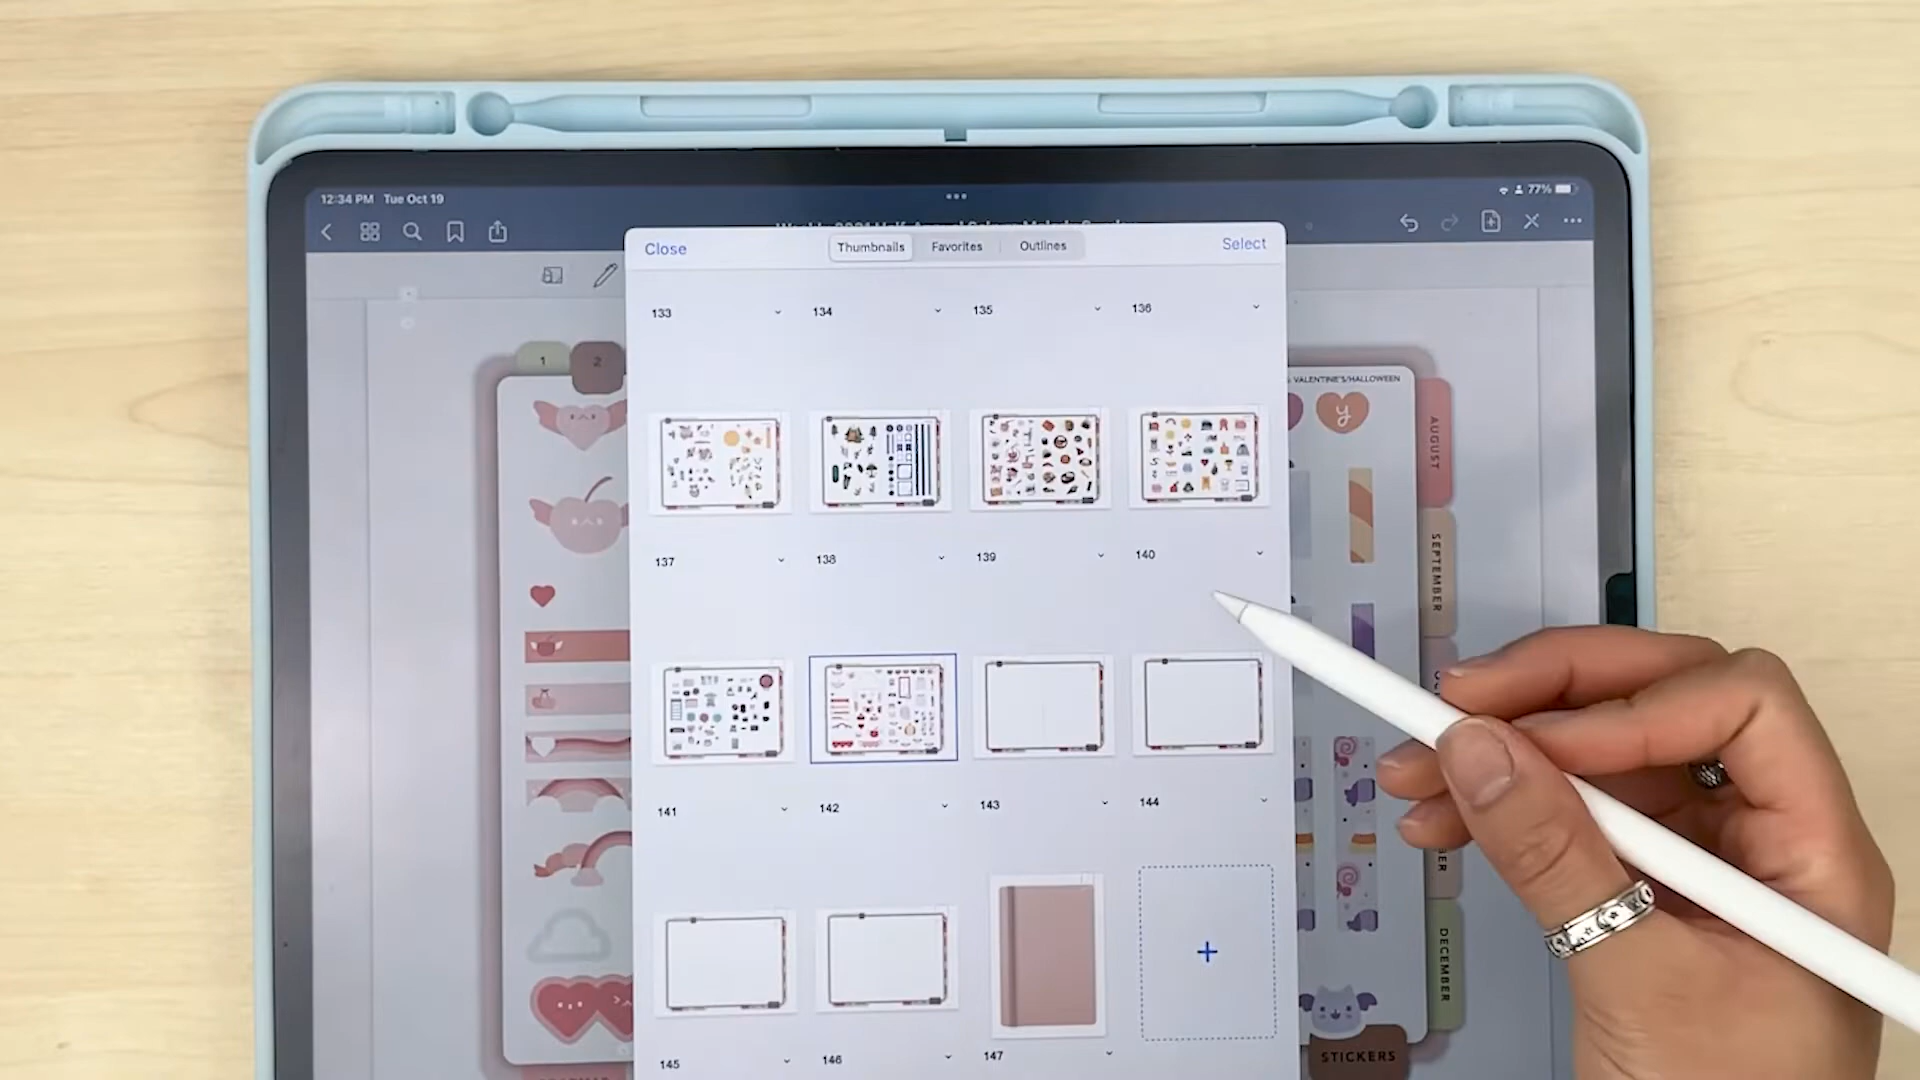 12:34 PM Tue Oct 19
77%
Close
Thumbnails
Favorites
Outlines
Select
133
134
135
136
1
2
VALENTINE'S/HALLOWEEN
y
AUGUST
137
138
139
140
SEPTEMBER
141
142
143
144
DECEMBER
145
146
147
STICKERS